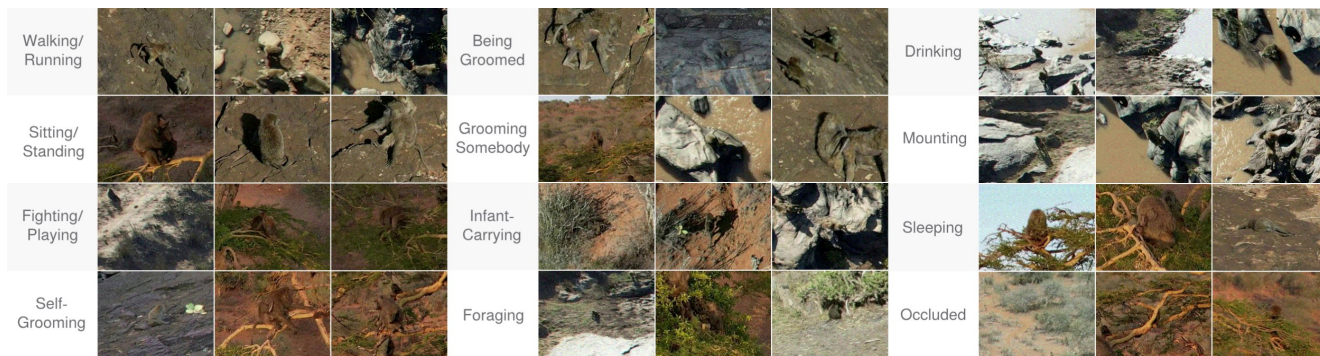 Walking/
Running
Being
Groomed
Drinking
Sitting/
Standing
Grooming
Somebody
Mounting
Fighting/
Playing
Infant-
Carrying
Sleeping
Self-
Grooming
Foraging
Occluded